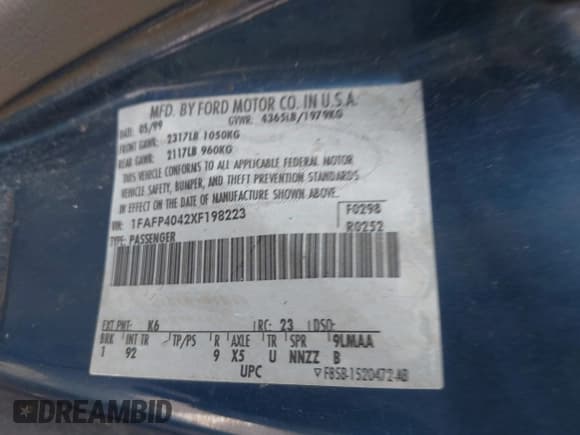 MFD. BY FORD MOTOR CO. IN U.S.A.
DATE: 05/99 GVWR: 4365LB/1979KG
FRONT GAWR: 2317LB 1050KG
REAR GAWR: 2117LB 960KG
THIS VEHICLE CONFORMS TO ALL APPLICABLE FEDERAL MOTOR
VEHICLE SAFETY, BUMPER, AND THEFT PREVENTION STANDARDS
IN EFFECT ON THE DATE OF MANUFACTURE SHOWN ABOVE.
VIN: 1FAFP4042XF198223 F0298
TYPE: PASSENGER R0252
EXT PNT: K6 RC: 23 DSO:
BRK INT TR TP/PS R AXLE TR SPR 9LMAA
1 92 9 X5 U NNZZ B
UPC F85B-1520472-AB
DREAMBID